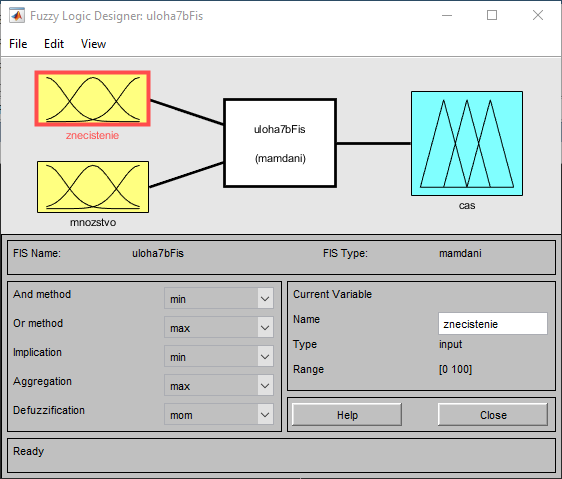 Fuzzy Logic Designer: uloha7bFis
File Edit View
znecistenie
mnozstvo
uloha7bFis
(mamdani)
cas
FIS Name: uloha7bFis FIS Type: mamdani
And method min
Or method max
Implication min
Aggregation max
Defuzzification mom
Current Variable
Name znecistenie
Type input
Range [0 100]
Help Close
Ready